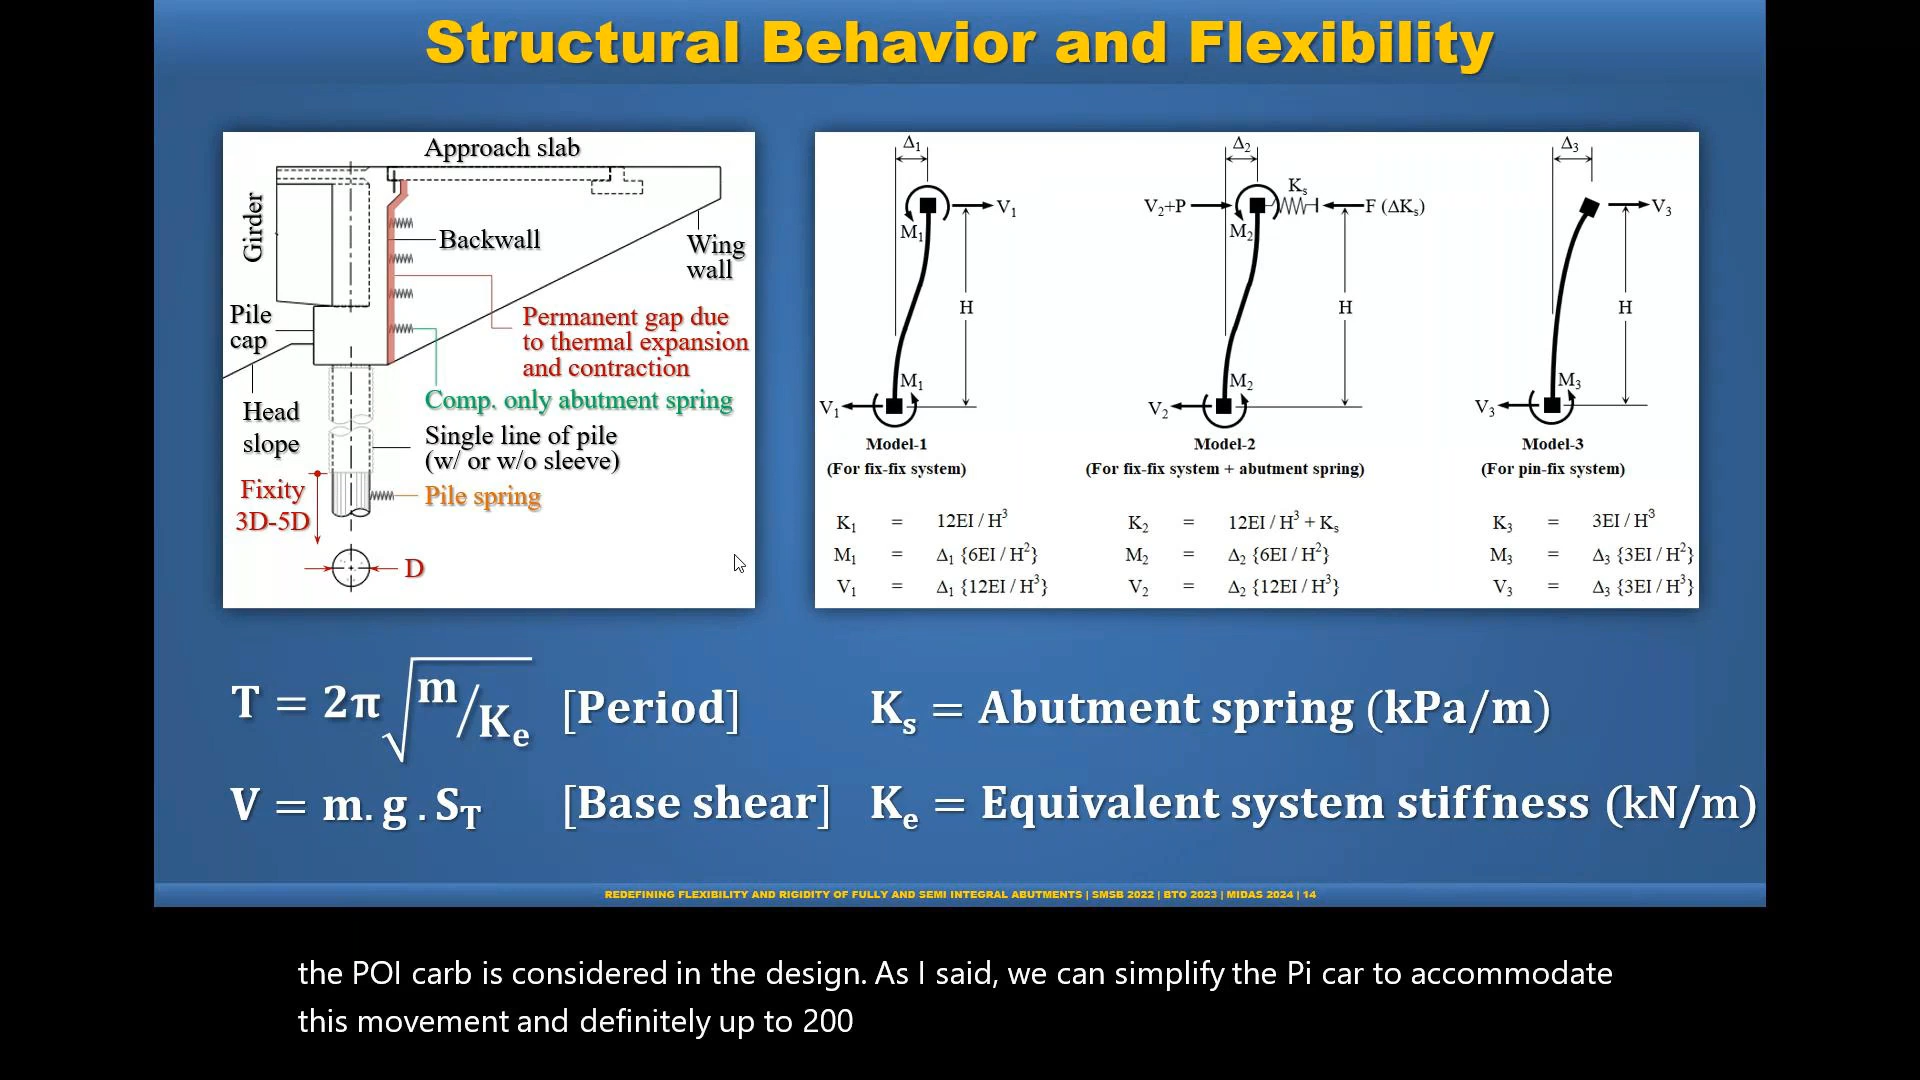 Structural Behavior and Flexibility
Approach slab
Girder
Backwall
Wing
wall
Pile
cap
Permanent gap due
to thermal expansion
and contraction
Comp. only abutment spring
Head
slope
Single line of pile
(w/ or w/o sleeve)
Fixity
3D-5D
Pile spring
D
Δ₁
V₁
M₁
H
M₁
V₁
Model-1
(For fix-fix system)
K₁ = 12EI / H³
M₁ = Δ₁ {6EI / H²}
V₁ = Δ₁ {12EI / H³}
Δ₂
Kₛ
V₂+P
F (ΔKₛ)
M₂
H
M₂
V₂
Model-2
(For fix-fix system + abutment spring)
K₂ = 12EI / H³ + Kₛ
M₂ = Δ₂ {6EI / H²}
V₂ = Δ₂ {12EI / H³}
Δ₃
V₃
H
M₃
V₃
Model-3
(For pin-fix system)
K₃ = 3EI / H³
M₃ = Δ₃ {3EI / H²}
V₃ = Δ₃ {3EI / H³}
T = 2π √m/Kₑ [Period]
Kₛ = Abutment spring (kPa/m)
V = m.g.S_T [Base shear]
Kₑ = Equivalent system stiffness (kN/m)
REDEFINING FLEXIBILITY AND RIGIDITY OF FULLY AND SEMI INTEGRAL ABUTMENTS | SMSB 2022 | BTO 2023 | MIDAS 2024 | 14
the POI carb is considered in the design. As I said, we can simplify the Pi car to accommodate
this movement and definitely up to 200